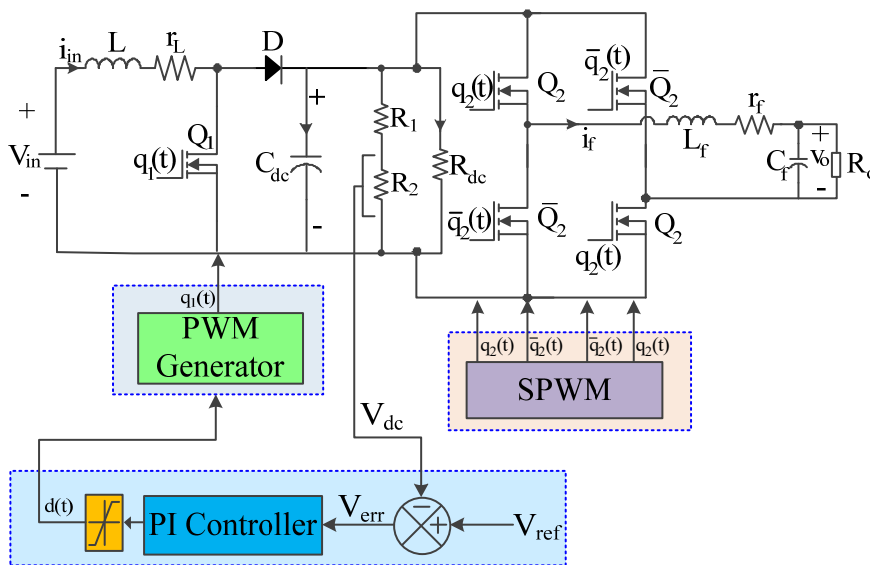 i_in
L
r_L
D
+
V_in
-
Q_1
q_1(t)
+
C_dc
-
R_1
R_2
R_dc
q_2(t)
Q_2
q̅_2(t)
Q̅_2
i_f
L_f
r_f
C_f
+
v_o
-
q̅_2(t)
Q̅_2
Q_2
q_2(t)
q_1(t)
PWM
Generator
q_2(t)
q̅_2(t)
q̅_2(t)
q_2(t)
SPWM
V_dc
d(t)
PI Controller
V_err
−
+
V_ref